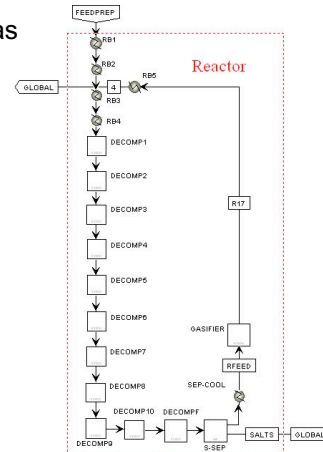 as
FEEDPREP
RB1
Reactor
RB2
RB5
GLOBAL
4
RB3
RB4
DECOMP1
DECOMP2
DECOMP3
R17
DECOMP4
DECOMP5
DECOMP6
GASIFIER
DECOMP7
RFEED
DECOMP8
SEP-COOL
DECOMP10
DECOMPF
DECOMP9
S-SEP
SALTS
GLOBAL